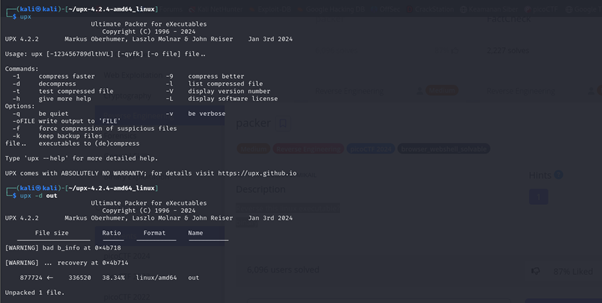 (kali㉿kali)-[~/upx-4.2.4-amd64_linux]
$ upx
Ultimate Packer for eXecutables
Copyright (C) 1996 - 2024
UPX 4.2.2 Markus Oberhumer, Laszlo Molnar & John Reiser Jan 3rd 2024
Usage: upx [-123456789dlthVL] [-qvfk] [-o file] file..
Commands:
-1 compress faster -9 compress better
-d decompress -l list compressed file
-t test compressed file -V display version number
-h give more help -L display software license
Options:
-q be quiet -v be verbose
-oFILE write output to 'FILE'
-f force compression of suspicious files
-k keep backup files
file.. executables to (de)compress
Type 'upx --help' for more detailed help.
UPX comes with ABSOLUTELY NO WARRANTY; for details visit https://upx.github.io
(kali㉿kali)-[~/upx-4.2.4-amd64_linux]
$ upx -d out
Ultimate Packer for eXecutables
Copyright (C) 1996 - 2024
UPX 4.2.2 Markus Oberhumer, Laszlo Molnar & John Reiser Jan 3rd 2024
File size Ratio Format Name
[WARNING] bad b_info at 0×4b718
[WARNING] ... recovery at 0×4b714
877724 <- 336520 38.34% linux/amd64 out
Unpacked 1 file.